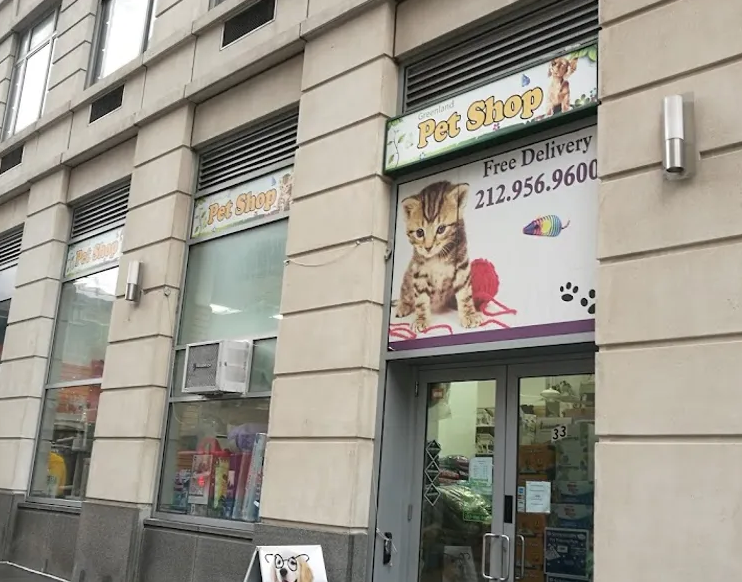 Greenland
Pet Shop
Free Delivery
212.956.9600
Pet Shop
Pet Shop
33